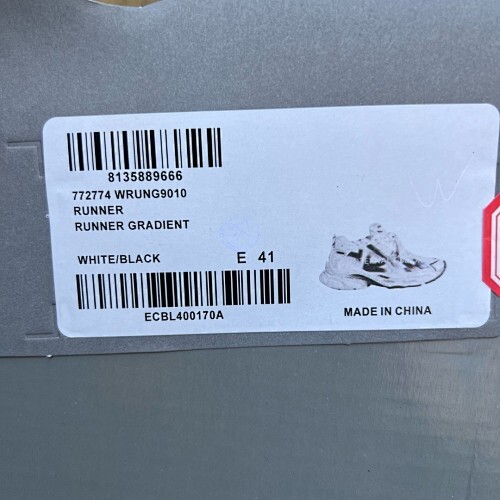 8135889666
772774 WRUNG9010
RUNNER
RUNNER GRADIENT
WHITE/BLACK E 41
ECBL400170A
MADE IN CHINA